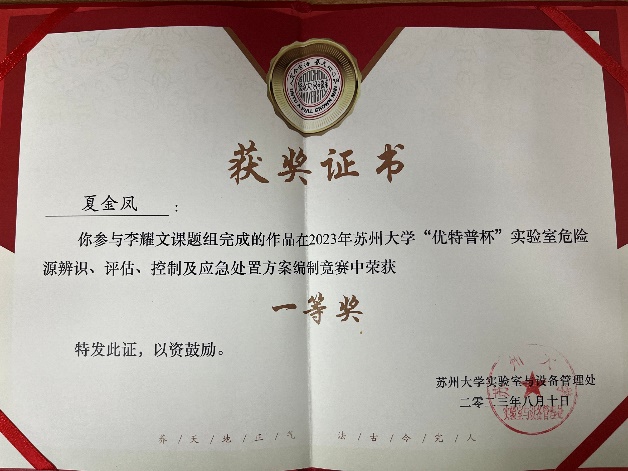 获奖证书
夏金凤：
你参与李耀文课题组完成的作品在2023年苏州大学“优特普杯”实验室危险
源辨识、评估、控制及应急处置方案编制竞赛中荣获
一等奖
特发此证，以资鼓励。
苏州大学实验室与设备管理处
二〇二三年八月十日
养/天/地/正/气 法/古/今/完/人